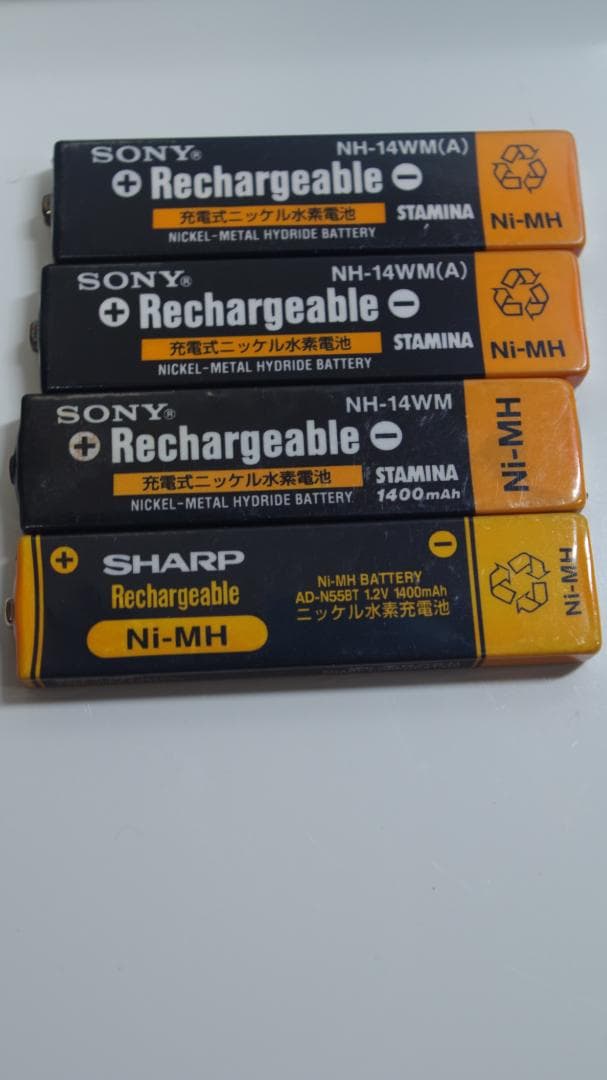 SONY® NH-14WM(A)
+ Rechargeable −
充電式ニッケル水素電池 STAMINA
NICKEL-METAL HYDRIDE BATTERY
Ni-MH
SONY® NH-14WM(A)
+ Rechargeable −
充電式ニッケル水素電池 STAMINA
NICKEL-METAL HYDRIDE BATTERY
Ni-MH
SONY® NH-14WM
+ Rechargeable −
充電式ニッケル水素電池 STAMINA
NICKEL-METAL HYDRIDE BATTERY 1400mAh
Ni-MH
+ SHARP −
Rechargeable
Ni-MH
Ni-MH BATTERY
AD-N55BT 1.2V 1400mAh
ニッケル水素充電池
Ni-MH